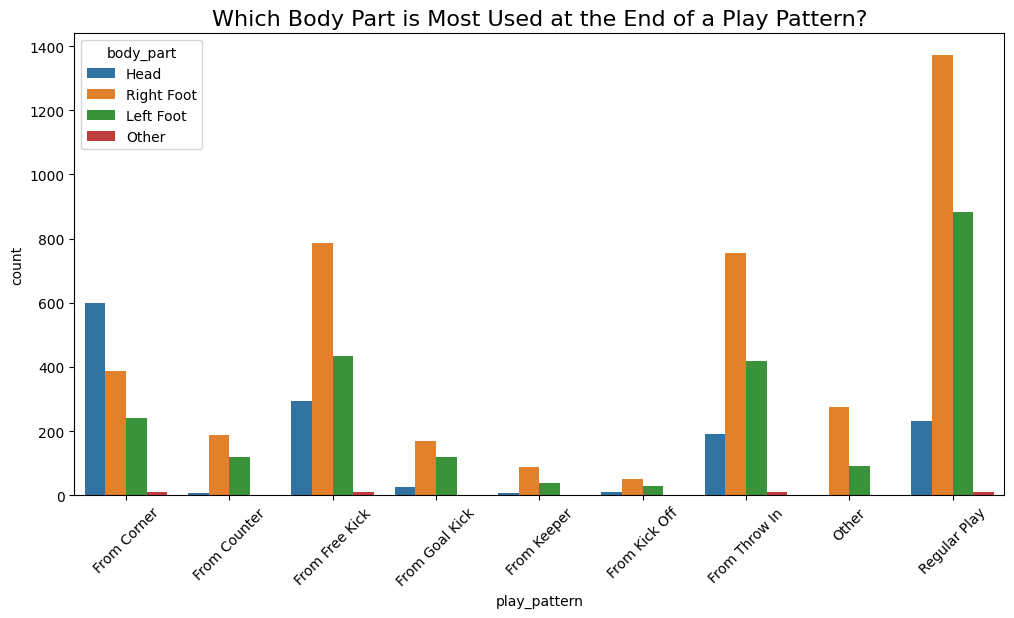 Which Body Part is Most Used at the End of a Play Pattern?
body_part
Head
Right Foot
Left Foot
Other
1400
1200
1000
800
600
400
200
0
count
From Corner
From Counter
From Free Kick
From Goal Kick
From Keeper
From Kick Off
From Throw In
Other
Regular Play
play_pattern